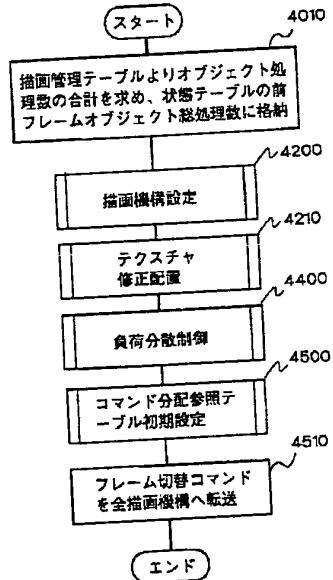 スタート
4010
描画管理テーブルよりオブジェクト処
理数の合計を求め、状態テーブルの前
フレームオブジェクト総処理数に格納
4200
描画機構設定
4210
テクスチャ
修正配置
4400
負荷分散制御
4500
コマンド分配参照テ
ーブル初期設定
4510
フレーム切替コマンド
を全描画機構へ転送
エンド